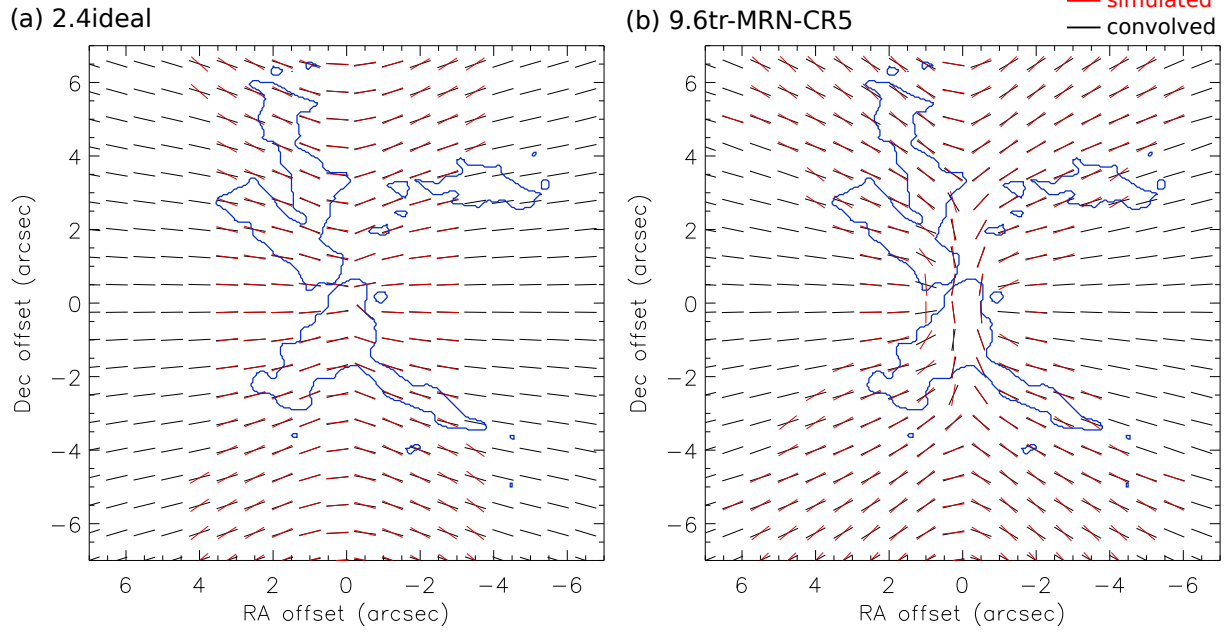 simulated
(a) 2.4ideal
(b) 9.6tr-MRN-CR5
convolved
Dec offset (arcsec)
6
4
2
0
−2
−4
−6
6 4 2 0 −2 −4 −6
RA offset (arcsec)
Dec offset (arcsec)
6
4
2
0
−2
−4
−6
6 4 2 0 −2 −4 −6
RA offset (arcsec)